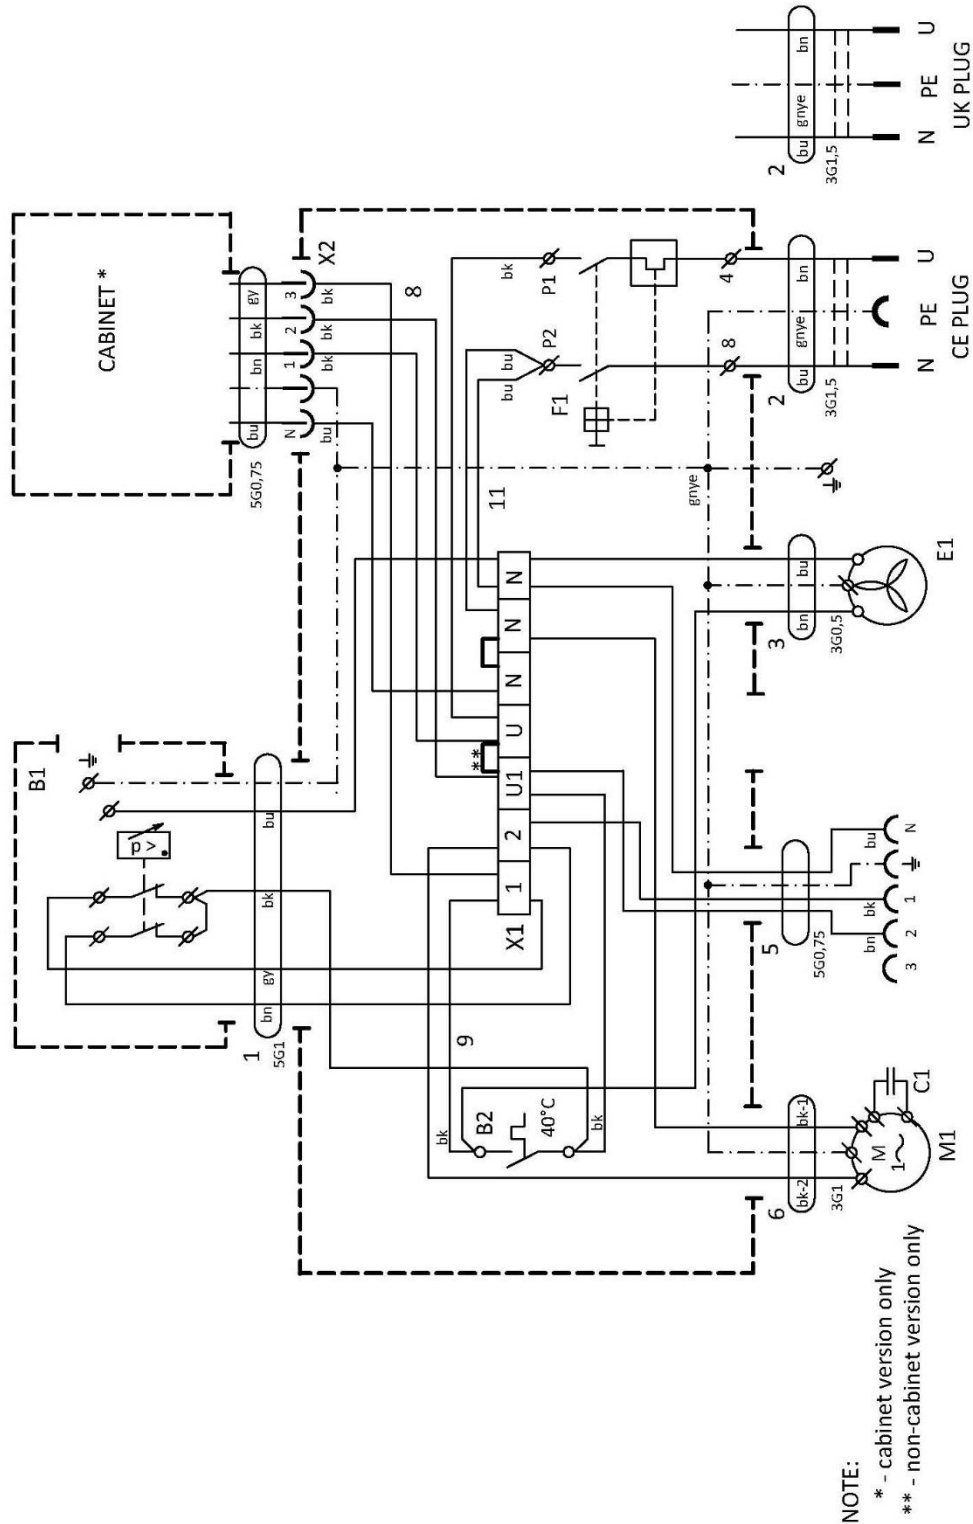 CABINET *
bu
bn
bk
gy
5G0,75
N
1
2
3
X2
bu
bk
bk
bk
8
B1
p >
bn
gy
bk
bu
1
5G1
9
11
bk
B2
40°C
bk
X1
1
2
U1
U
N
N
N
**
bu
bu
bk
P2
P1
F1
8
4
gnye
6
bk-2
bk-1
3G1
M
1~
M1
C1
5
5G0,75
bn
bk
bu
3
2
1
N
3
bn
bu
3G0,5
E1
2
bu
gnye
bn
3G1,5
N
PE
U
CE PLUG
2
bu
gnye
bn
3G1,5
N
PE
U
UK PLUG
NOTE:
* - cabinet version only
** - non-cabinet version only